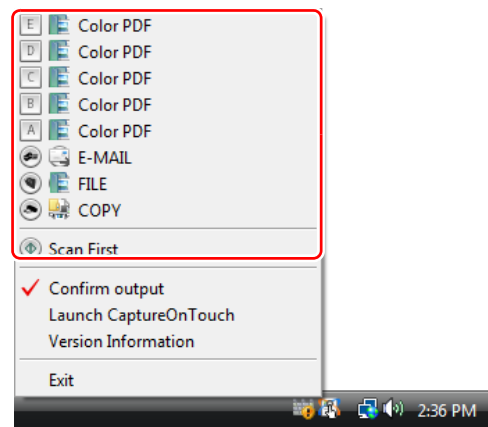 E Color PDF
D Color PDF
C Color PDF
B Color PDF
A Color PDF
E-MAIL
FILE
COPY
Scan First
Confirm output
Launch CaptureOnTouch
Version Information
Exit
2:36 PM